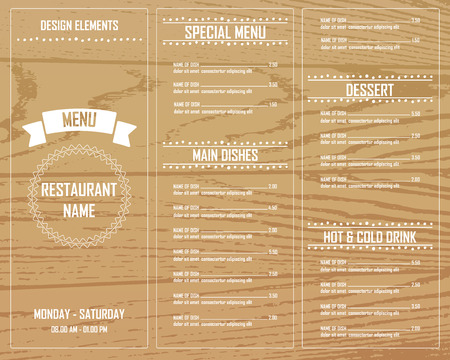 DESIGN ELEMENTS
MENU
RESTAURANT
NAME
MONDAY - SATURDAY
08.00 AM - 01.00 PM
SPECIAL MENU
NAME OF DISH
dolor sit amet consectetur adipiscing elit
NAME OF DISH
dolor sit amet consectetur adipiscing elit
NAME OF DISH
dolor sit amet consectetur adipiscing elit
MAIN DISHES
NAME OF DISH
dolor sit amet consectetur adipiscing elit
NAME OF DISH
dolor sit amet consectetur adipiscing elit
NAME OF DISH
dolor sit amet consectetur adipiscing elit
NAME OF DISH
dolor sit amet consectetur adipiscing elit
NAME OF DISH
dolor sit amet consectetur adipiscing elit
NAME OF DISH
dolor sit amet consectetur adipiscing elit
NAME OF DISH
dolor sit amet consectetur adipiscing elit
NAME OF DISH
dolor sit amet consectetur adipiscing elit
NAME OF DISH
dolor sit amet consectetur adipiscing elit
NAME OF DISH
dolor sit amet consectetur adipiscing elit
DESSERT
NAME OF DISH
dolor sit amet consectetur adipiscing elit
NAME OF DISH
dolor sit amet consectetur adipiscing elit
NAME OF DISH
dolor sit amet consectetur adipiscing elit
HOT & COLD DRINK
NAME OF DISH
dolor sit amet consectetur adipiscing elit
NAME OF DISH
dolor sit amet consectetur adipiscing elit
NAME OF DISH
dolor sit amet consectetur adipiscing elit
NAME OF DISH
dolor sit amet consectetur adipiscing elit